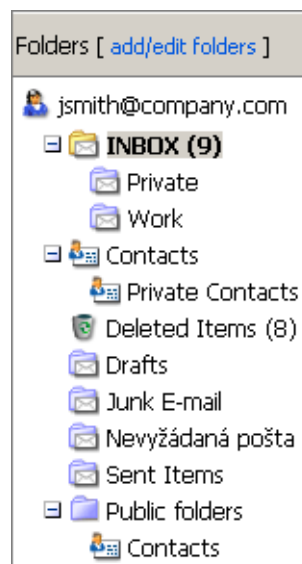 Folders [ add/edit folders ]
jsmith@company.com
INBOX (9)
Private
Work
Contacts
Private Contacts
Deleted Items (8)
Drafts
Junk E-mail
Nevyžádaná pošta
Sent Items
Public folders
Contacts